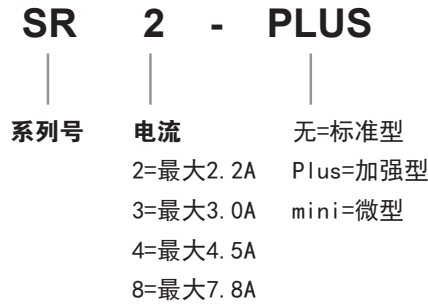 SR 2 - PLUS
系列号 电流 无=标准型
2=最大2.2A Plus=加强型
3=最大3.0A mini=微型
4=最大4.5A
8=最大7.8A